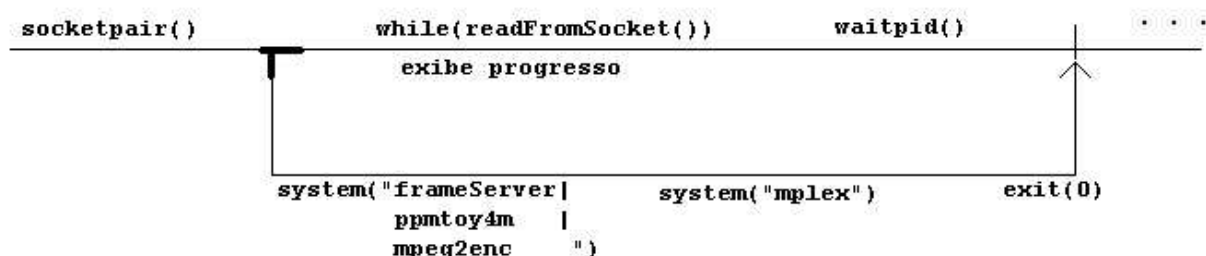 socketpair() while(readFromSocket()) waitpid() . . .
exibe progresso
system("frameServer| system("mplex") exit(0)
ppmtoy4m |
mpeg2enc ")